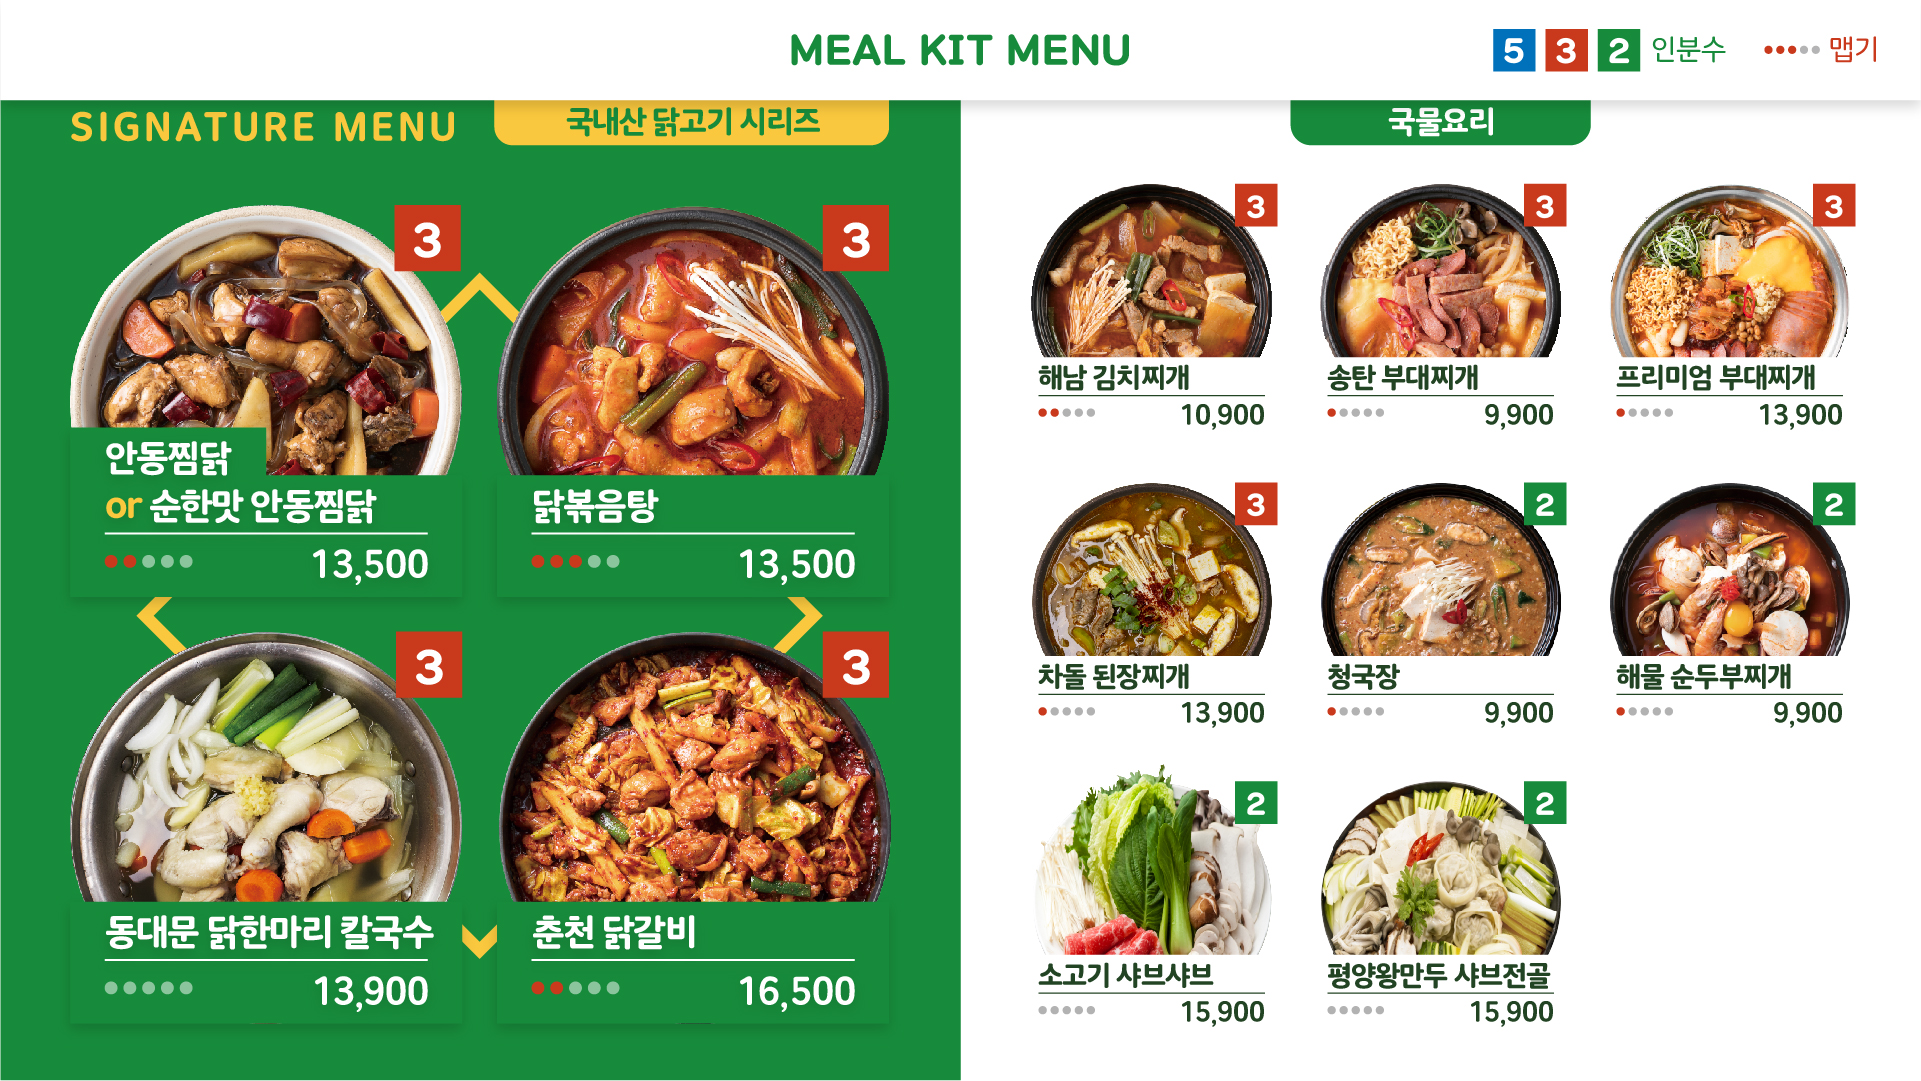 MEAL KIT MENU
5 3 2 인분수 맵기
SIGNATURE MENU
국내산 닭고기 시리즈
3
안동찜닭
or 순한맛 안동찜닭
13,500
3
닭볶음탕
13,500
3
동대문 닭한마리 칼국수
13,900
3
춘천 닭갈비
16,500
국물요리
3
해남 김치찌개
10,900
3
송탄 부대찌개
9,900
3
프리미엄 부대찌개
13,900
3
차돌 된장찌개
13,900
2
청국장
9,900
2
해물 순두부찌개
9,900
2
소고기 샤브샤브
15,900
2
평양왕만두 샤브전골
15,900